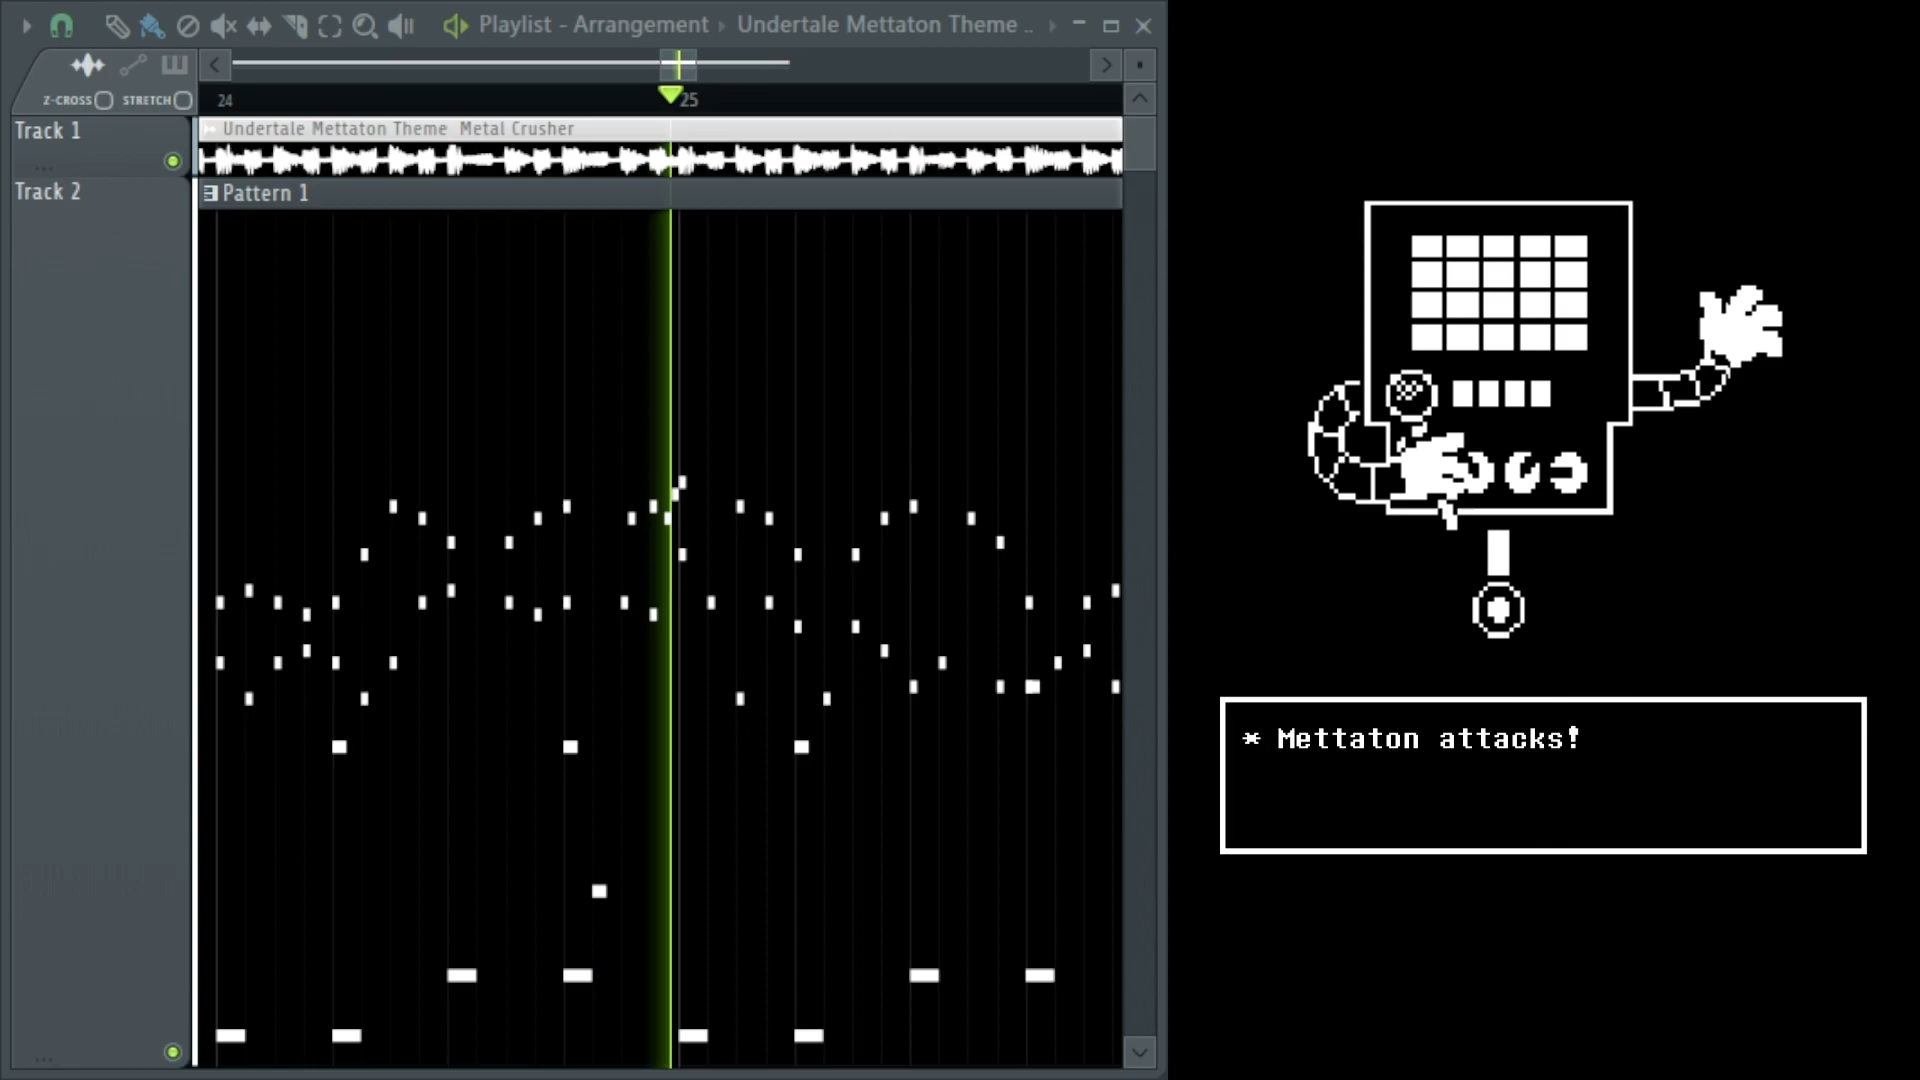 Playlist - Arrangement › Undertale Mettaton Theme ..
Z-CROSS STRETCH
24 25
Track 1
Undertale Mettaton Theme Metal Crusher
Track 2
Pattern 1
* Mettaton attacks!